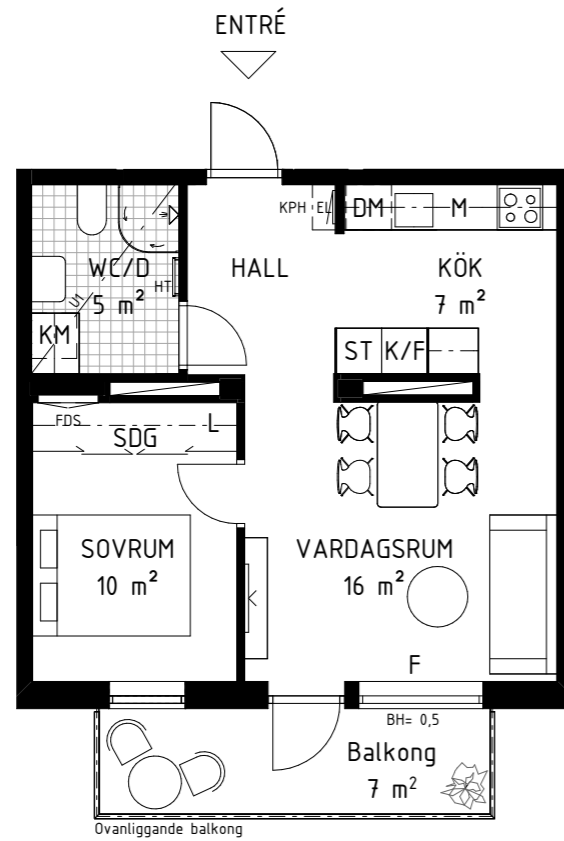 ENTRÉ
KPH EL DM M
WC/D
5 m²
HT
U1
KM
HALL
KÖK
7 m²
ST K/F
FDS
SDG
L
SOVRUM
10 m²
VARDAGSRUM
16 m²
F
BH= 0,5
Balkong
7 m²
Ovanliggande balkong